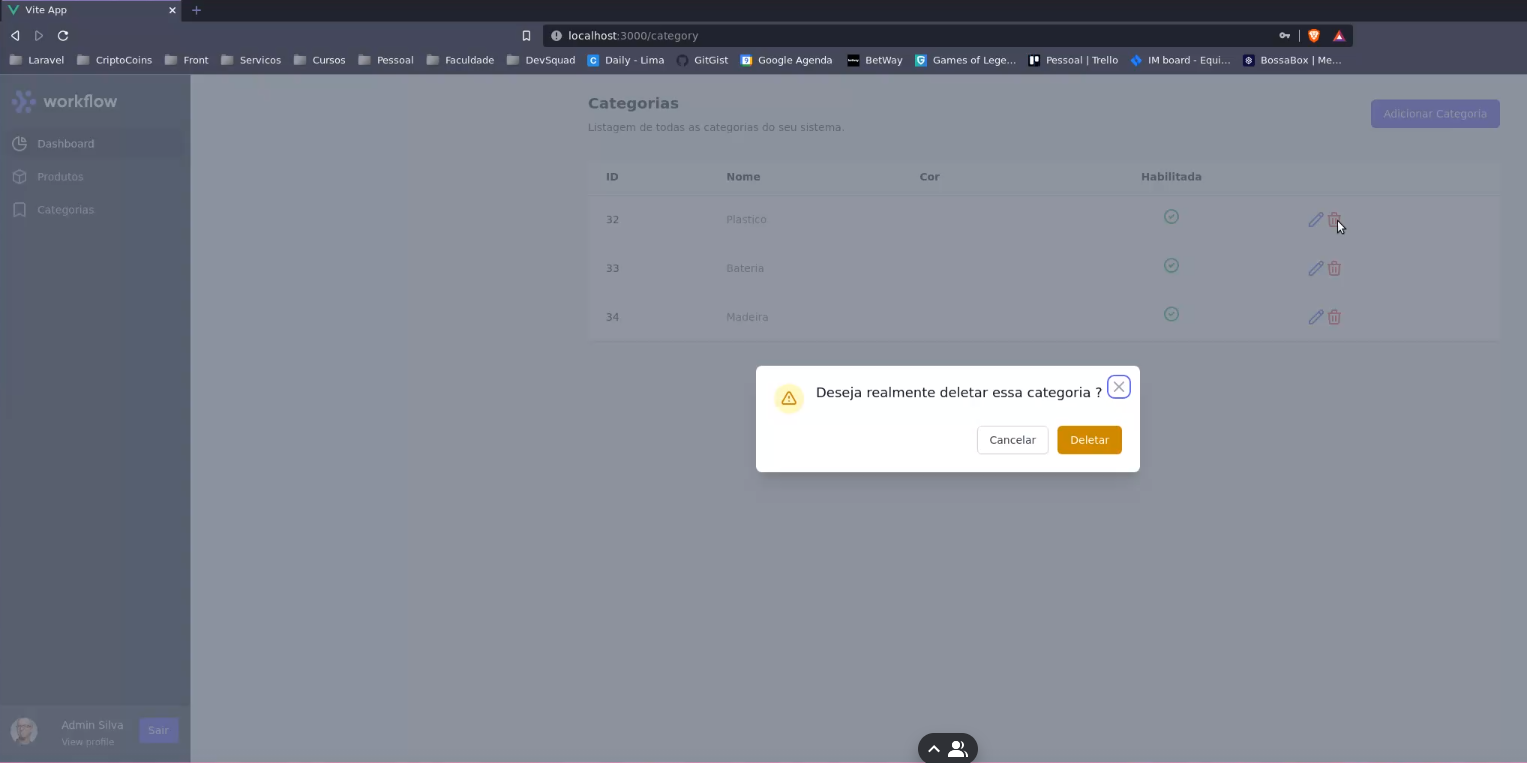 Vite App
localhost:3000/category
Laravel CriptoCoins Front Servicos Cursos Pessoal Faculdade DevSquad Daily - Lima GitGist Google Agenda BetWay Games of Lege... Pessoal | Trello IM board - Equi... BossaBox | Me...
workflow
Dashboard
Produtos
Categorias
Categorias
Listagem de todas as categorias do seu sistema.
Adicionar Categoria
ID Nome Cor Habilitada
32 Plastico
33 Bateria
34 Madeira
Deseja realmente deletar essa categoria ?
Cancelar Deletar
Admin Silva
View profile
Sair